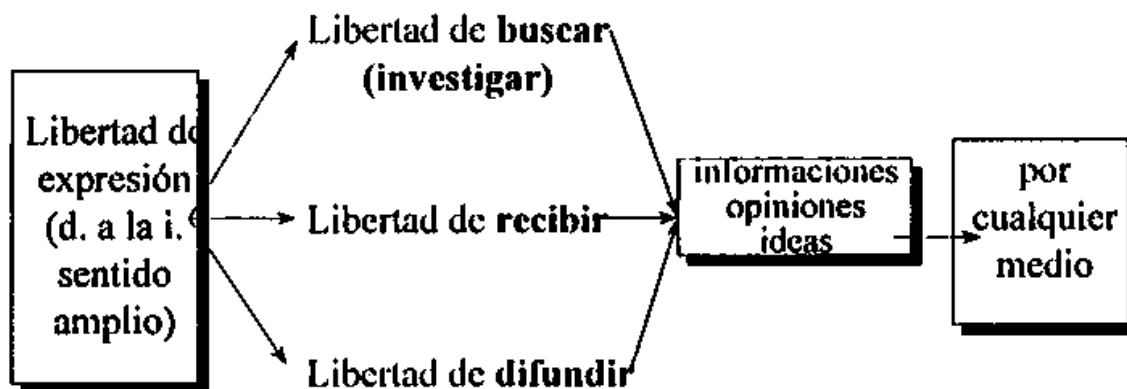 Libertad de
expresión
(d. a la i.
sentido
amplio)
Libertad de buscar
(investigar)
Libertad de recibir
Libertad de difundir
informaciones
opiniones
ideas
por
cualquier
medio